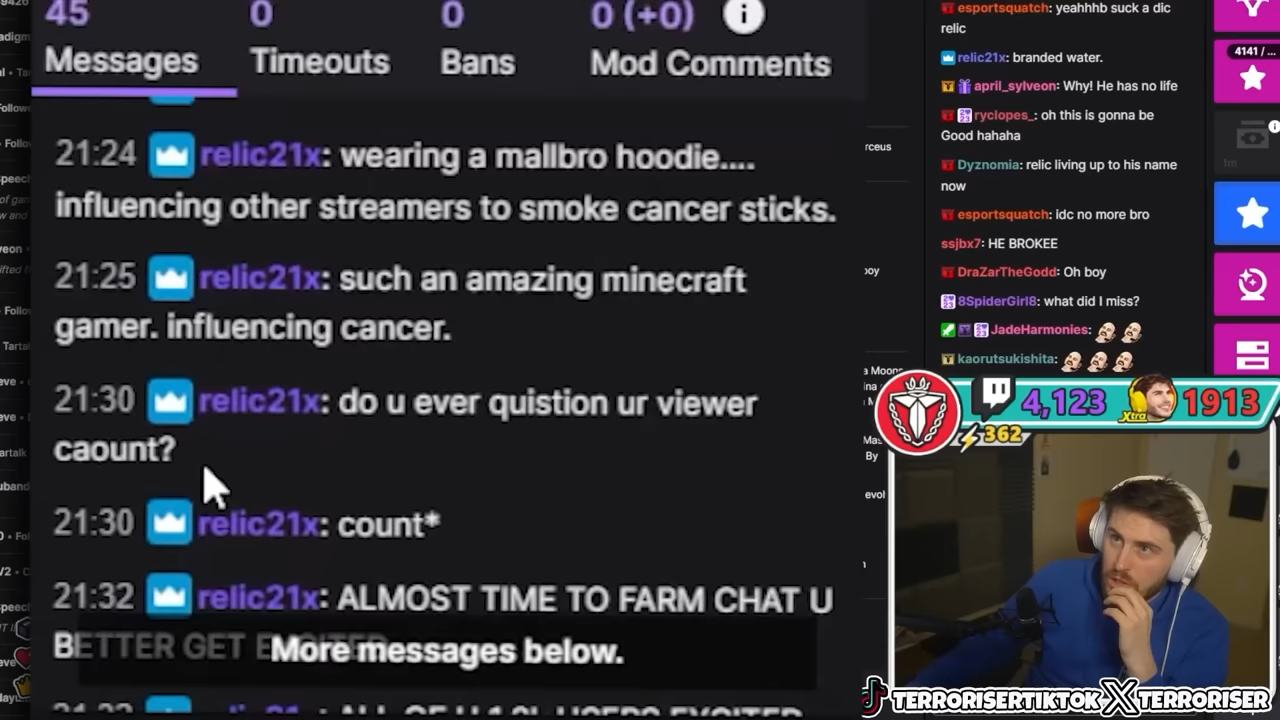 45
Messages
0
Timeouts
0
Bans
0 (+0)
Mod Comments
21:24 relic21x: wearing a mallbro hoodie....
influencing other streamers to smoke cancer sticks.
21:25 relic21x: such an amazing minecraft
gamer. influencing cancer.
21:30 relic21x: do u ever quistion ur viewer
caount?
21:30 relic21x: count*
21:32 relic21x: ALMOST TIME TO FARM CHAT U
BETTER GET EXCITED
More messages below.
esportsquatch: yeahhhb suck a dic
relic
relic21x: branded water.
april_sylveon: Why! He has no life
ryclopes_: oh this is gonna be
Good hahaha
Dyznomia: relic living up to his name
now
esportsquatch: idc no more bro
ssjbx7: HE BROKEE
DraZarTheGodd: Oh boy
8SpiderGirl8: what did I miss?
JadeHarmonies:
kaorutsukishita:
4141 / ...
1m
rceus
4,123
Xtra
1913
362
TERRORISERTIKTOK
X TERRORISER